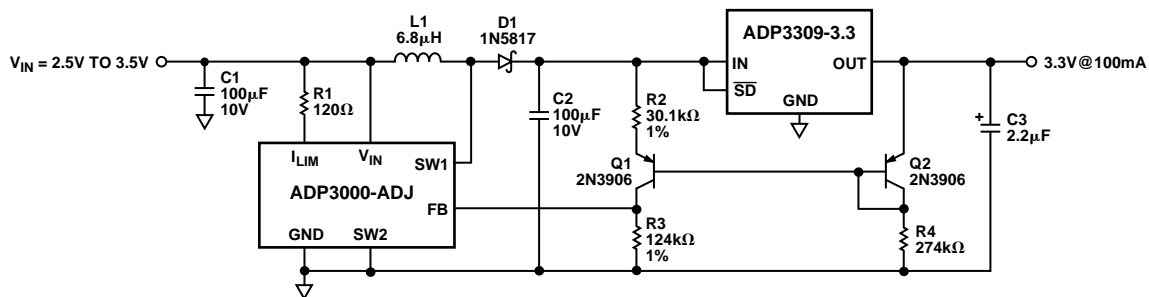 V_IN = 2.5V TO 3.5V
C1
100μF
10V
R1
120Ω
L1
6.8μH
D1
1N5817
C2
100μF
10V
R2
30.1kΩ
1%
ADP3309-3.3
IN
OUT
SD
GND
3.3V@100mA
C3
+
2.2μF
I_LIM
V_IN
SW1
ADP3000-ADJ
FB
GND
SW2
Q1
2N3906
Q2
2N3906
R3
124kΩ
1%
R4
274kΩ